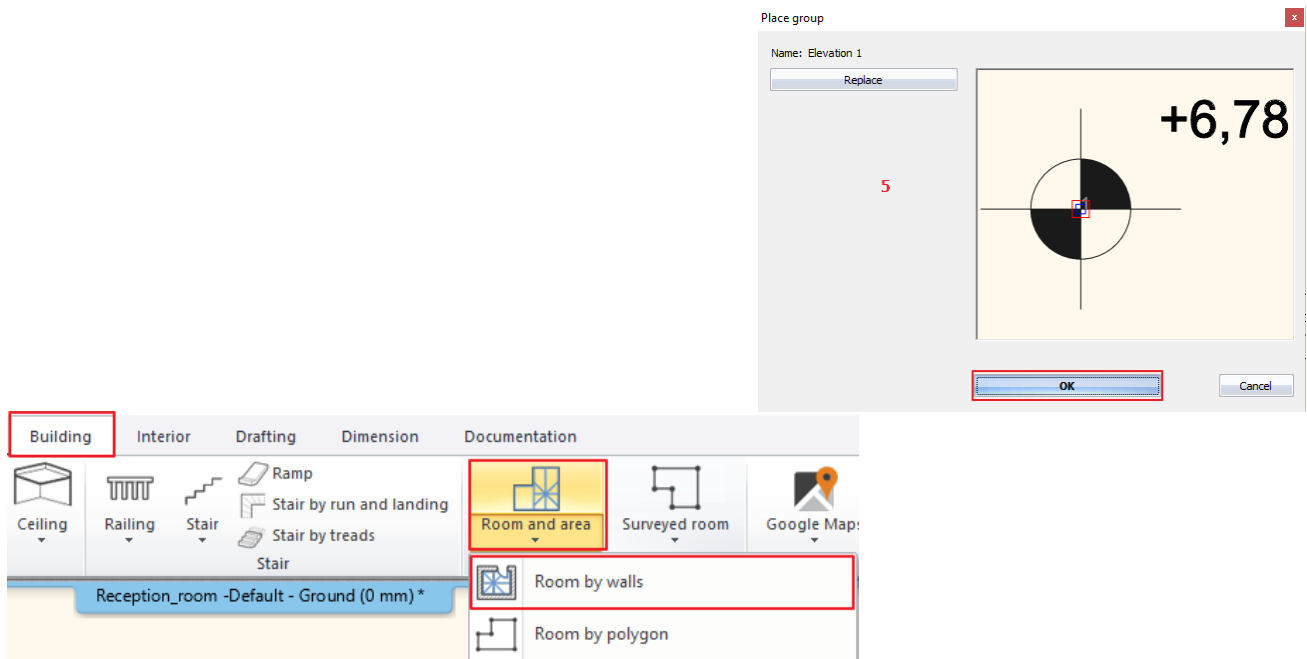 Place group
x
Name: Elevation 1
Replace
+6,78
5
OK
Cancel
Building
Interior
Drafting
Dimension
Documentation
Ceiling
Railing
Stair
Ramp
Stair by run and landing
Stair by treads
Stair
Room and area
Surveyed room
Google Maps
Reception_room -Default - Ground (0 mm) *
Room by walls
Room by polygon